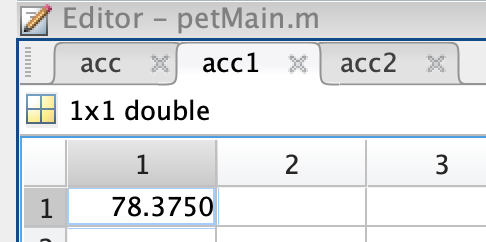 Editor - petMain.m
acc acc1 acc2
1x1 double
1 2 3
1 78.3750